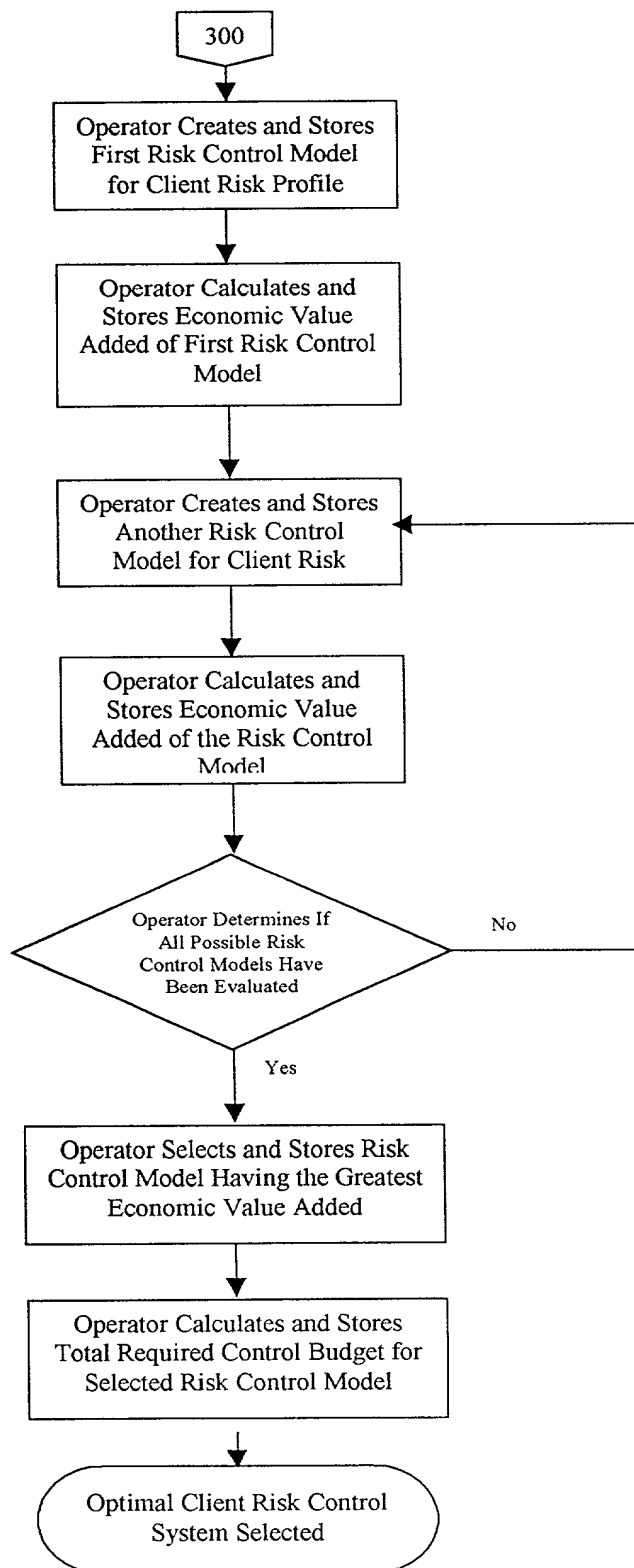 300
Operator Creates and Stores
First Risk Control Model
for Client Risk Profile
Operator Calculates and
Stores Economic Value
Added of First Risk Control
Model
Operator Creates and Stores
Another Risk Control
Model for Client Risk
Operator Calculates and
Stores Economic Value
Added of the Risk Control
Model
Operator Determines If
All Possible Risk
Control Models Have
Been Evaluated
No
Yes
Operator Selects and Stores Risk
Control Model Having the Greatest
Economic Value Added
Operator Calculates and Stores
Total Required Control Budget for
Selected Risk Control Model
Optimal Client Risk Control
System Selected